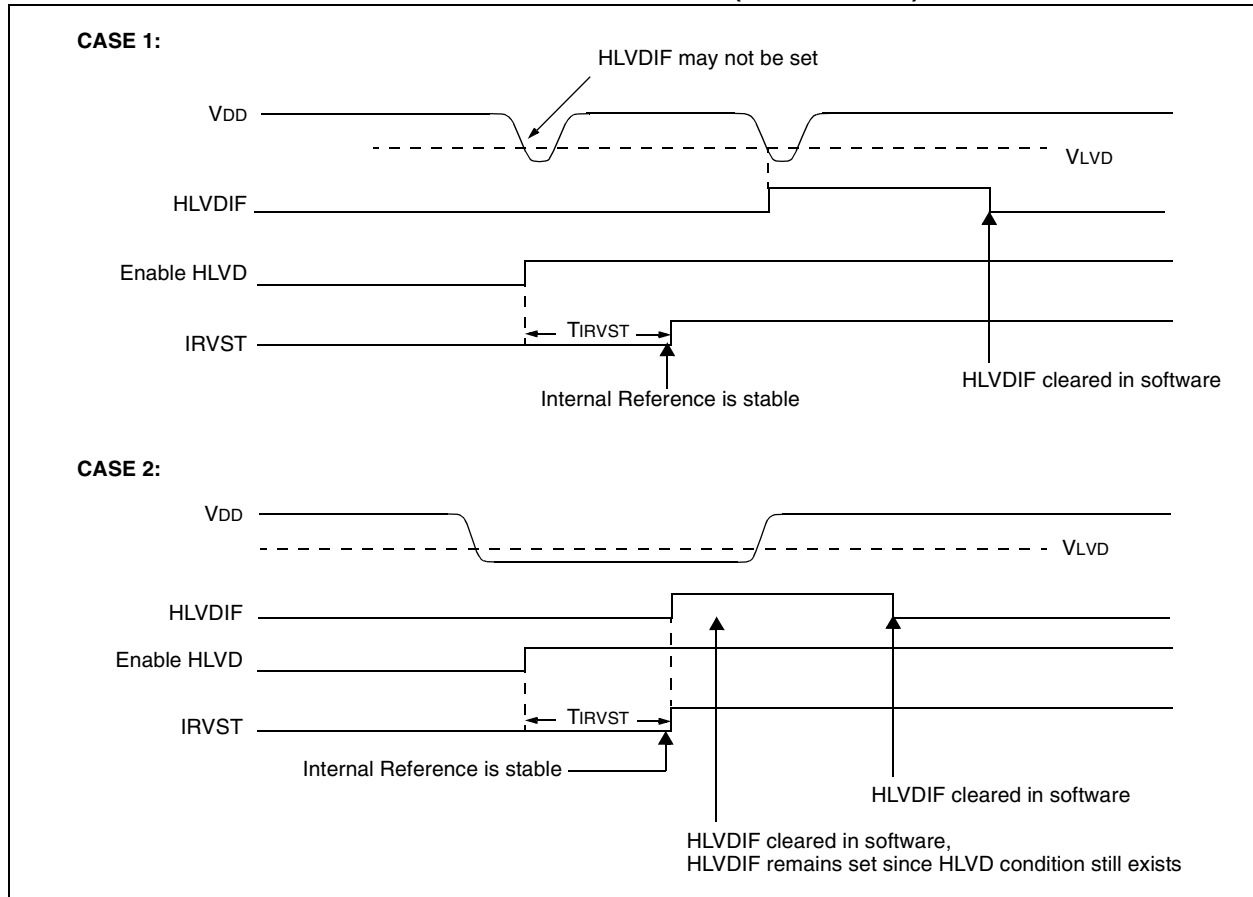 CASE 1:
HLVDIF may not be set
VDD
VLVD
HLVDIF
Enable HLVD
TIRVST
IRVST
HLVDIF cleared in software
Internal Reference is stable
CASE 2:
VDD
VLVD
HLVDIF
Enable HLVD
TIRVST
IRVST
Internal Reference is stable
HLVDIF cleared in software
HLVDIF cleared in software,
HLVDIF remains set since HLVD condition still exists